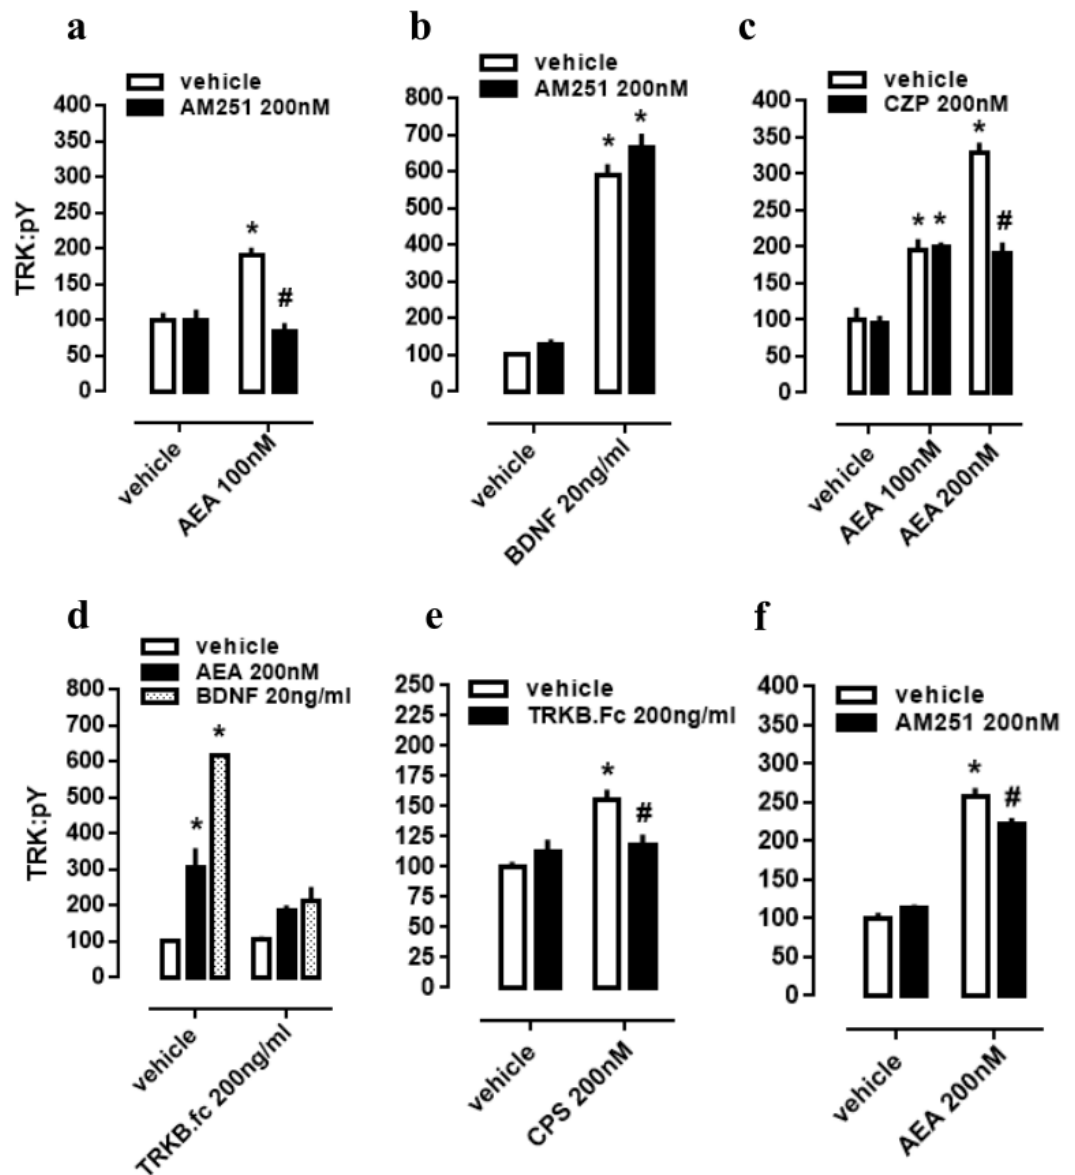 a
vehicle
AM251 200nM
TRK:pY
400
350
300
250
200
150
100
50
0
*
#
vehicle
AEA 100nM
b
vehicle
AM251 200nM
800
700
600
500
400
300
200
100
0
*
*
vehicle
BDNF 20ng/ml
c
vehicle
CZP 200nM
400
350
300
250
200
150
100
50
0
* *
*
#
vehicle
AEA 100nM
AEA 200nM
d
vehicle
AEA 200nM
BDNF 20ng/ml
TRK:pY
800
700
600
500
400
300
200
100
0
*
*
vehicle
TRKB.fc 200ng/ml
e
vehicle
TRKB.Fc 200ng/ml
250
225
200
175
150
125
100
75
50
25
0
*
#
vehicle
CPS 200nM
f
vehicle
AM251 200nM
400
350
300
250
200
150
100
50
0
*
#
vehicle
AEA 200nM